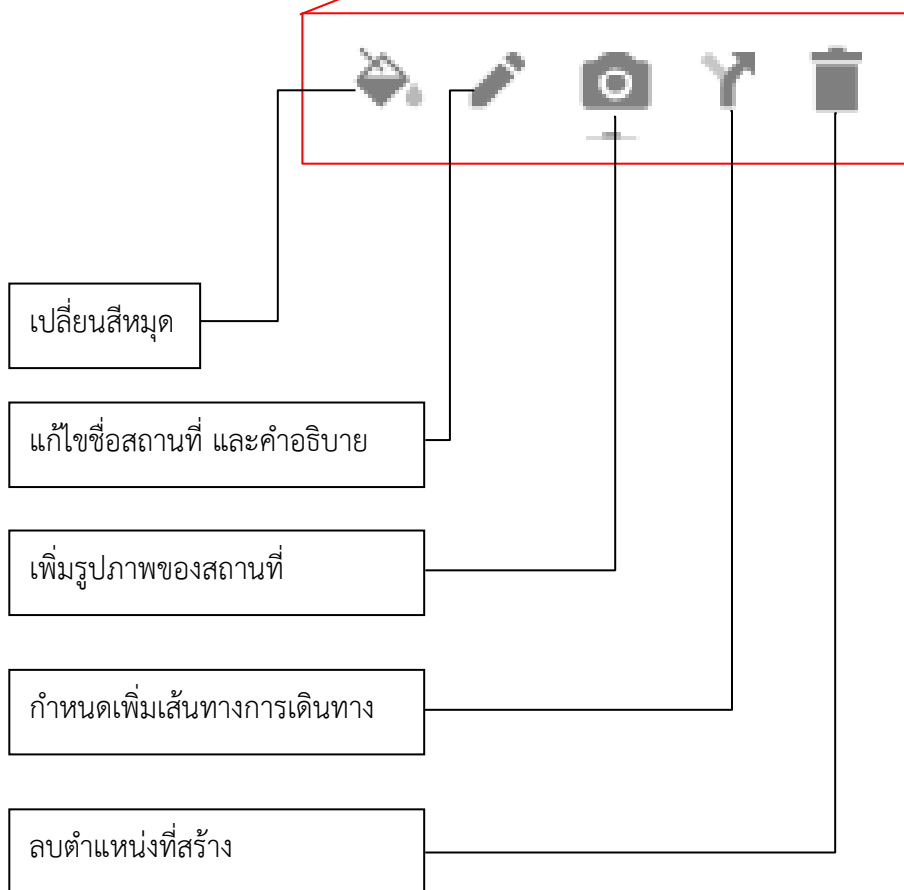 เปลี่ยนสีหมุด
แก้ไขชื่อสถานที่ และคำอธิบาย
เพิ่มรูปภาพของสถานที่
กำหนดเพิ่มเส้นทางการเดินทาง
ลบตำแหน่งที่สร้าง